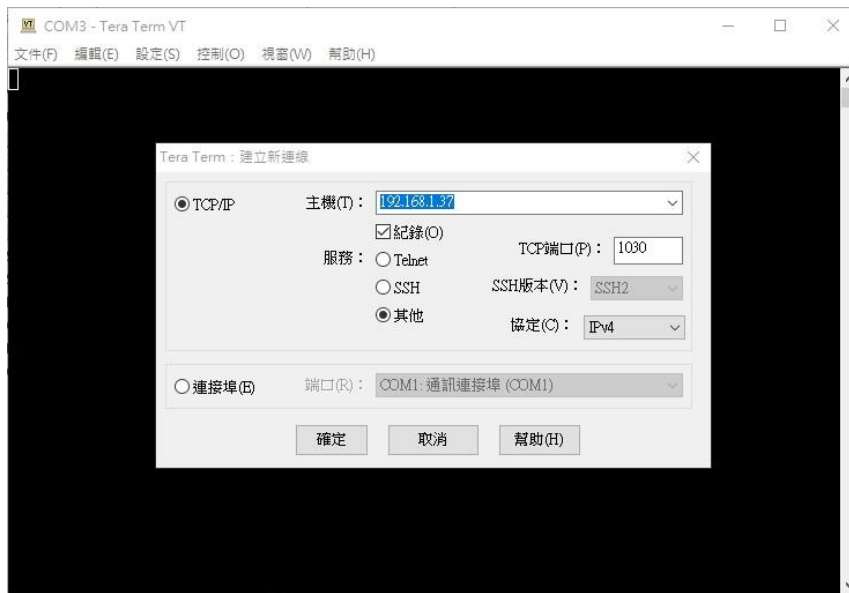 COM3 - Tera Term VT
文件(F) 編輯(E) 設定(S) 控制(O) 視窗(W) 幫助(H)
Tera Term：建立新連線
TCP/IP 主機(T)： 192.168.1.37
紀錄(O)
服務： Telnet TCP端口(P)： 1030
SSH SSH版本(V)： SSH2
其他 協定(C)： IPv4
連接埠(E) 端口(R)： COM1: 通訊連接埠 (COM1)
確定 取消 幫助(H)